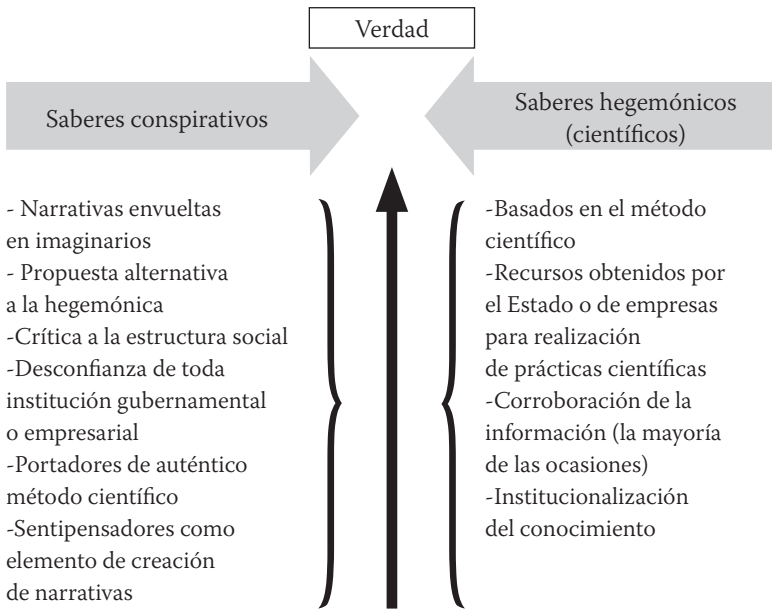 Verdad
Saberes conspirativos
Saberes hegemónicos
(científicos)
- Narrativas envueltas
en imaginarios
- Propuesta alternativa
a la hegemónica
-Crítica a la estructura social
-Desconfianza de toda
institución gubernamental
o empresarial
-Portadores de auténtico
método científico
-Sentipensadores como
elemento de creación
de narrativas
-Basados en el método
científico
-Recursos obtenidos por
el Estado o de empresas
para realización
de prácticas científicas
-Corroboración de la
información (la mayoría
de las ocasiones)
-Institucionalización
del conocimiento